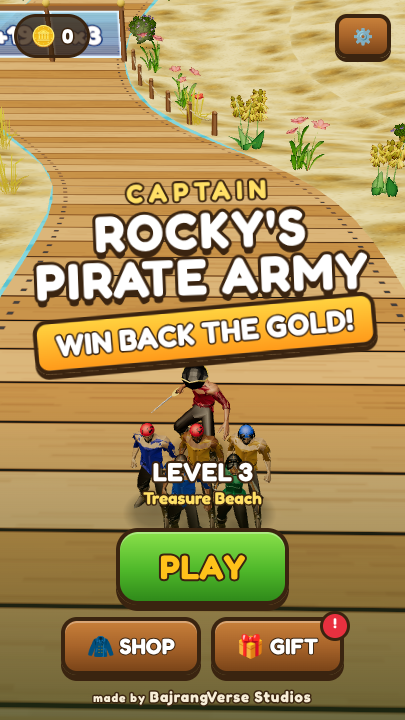 0
CAPTAIN
ROCKY'S
PIRATE ARMY
WIN BACK THE GOLD!
LEVEL 3
Treasure Beach
PLAY
SHOP
GIFT
!
made by BajrangVerse Studios